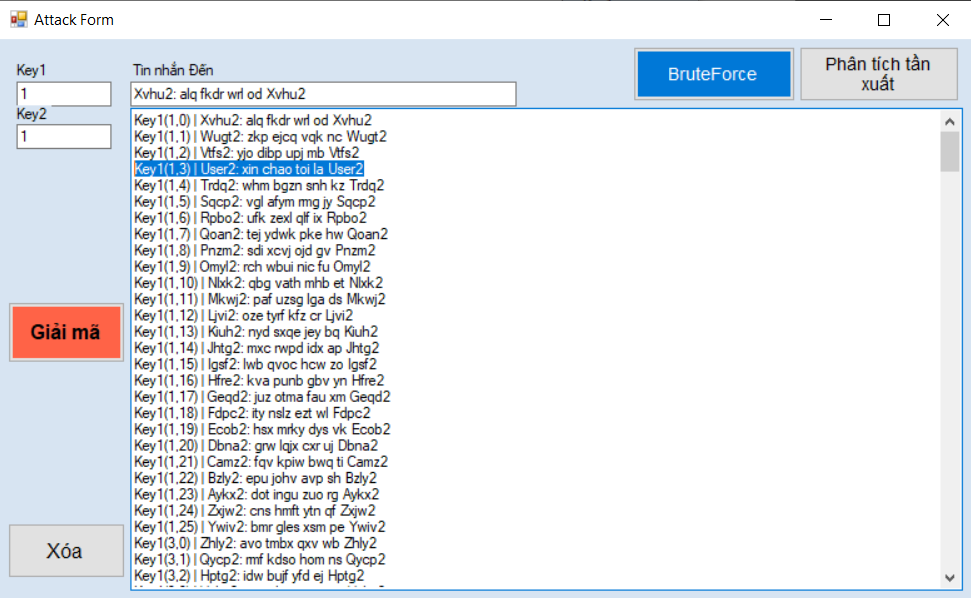 Attack Form
Key1
1
Key2
1
Tin nhắn Đến
Xvhu2: alq fkdr wrl od Xvhu2
BruteForce
Phân tích tần
xuất
Key1(1,0) | Xvhu2: alq fkdr wrl od Xvhu2
Key1(1,1) | Wugt2: zkp ejcq vqk nc Wugt2
Key1(1,2) | Vtfs2: yjo dibp upj mb Vtfs2
Key1(1,3) | User2: xin chao toi la User2
Key1(1,4) | Trdq2: whm bgzn snh kz Trdq2
Key1(1,5) | Sqcp2: vgl afym rmg jy Sqcp2
Key1(1,6) | Rpbo2: ufk zexl qlf ix Rpbo2
Key1(1,7) | Qoan2: tej ydwk pke hw Qoan2
Key1(1,8) | Pnzm2: sdi xcvj ojd gv Pnzm2
Key1(1,9) | Omyl2: rch wbui nic fu Omyl2
Key1(1,10) | Nlxk2: qbg vath mhb et Nlxk2
Key1(1,11) | Mkwj2: paf uzsg lga ds Mkwj2
Key1(1,12) | Ljvi2: oze tyrf kfz cr Ljvi2
Key1(1,13) | Kiuh2: nyd sxqe jey bq Kiuh2
Key1(1,14) | Jhtg2: mxc rwpd idx ap Jhtg2
Key1(1,15) | Igsf2: lwb qvoc hcw zo Igsf2
Key1(1,16) | Hfre2: kva punb gbv yn Hfre2
Key1(1,17) | Geqd2: juz otma fau xm Geqd2
Key1(1,18) | Fdpc2: ity nslz ezt wl Fdpc2
Key1(1,19) | Ecob2: hsx mrky dys vk Ecob2
Key1(1,20) | Dbna2: grw lqjx cxr uj Dbna2
Key1(1,21) | Camz2: fqv kpiw bwq ti Camz2
Key1(1,22) | Bzly2: epu johv avp sh Bzly2
Key1(1,23) | Aykx2: dot ingu zuo rg Aykx2
Key1(1,24) | Zxjw2: cns hmft ytn qf Zxjw2
Key1(1,25) | Ywiv2: bmr gles xsm pe Ywiv2
Key1(3,0) | Zhly2: avo tmbx qxv wb Zhly2
Key1(3,1) | Qycp2: rmf kdso hom ns Qycp2
Key1(3,2) | Hptg2: idw bujf yfd ej Hptg2
Giải mã
Xóa